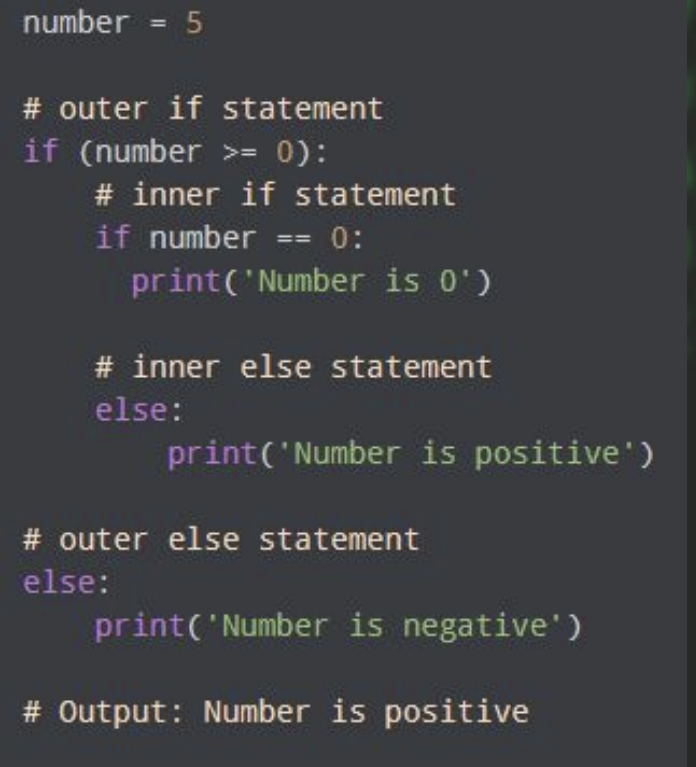 number = 5
# outer if statement
if (number >= 0):
    # inner if statement
    if number == 0:
      print('Number is 0')
    # inner else statement
    else:
        print('Number is positive')
# outer else statement
else:
    print('Number is negative')
# Output: Number is positive